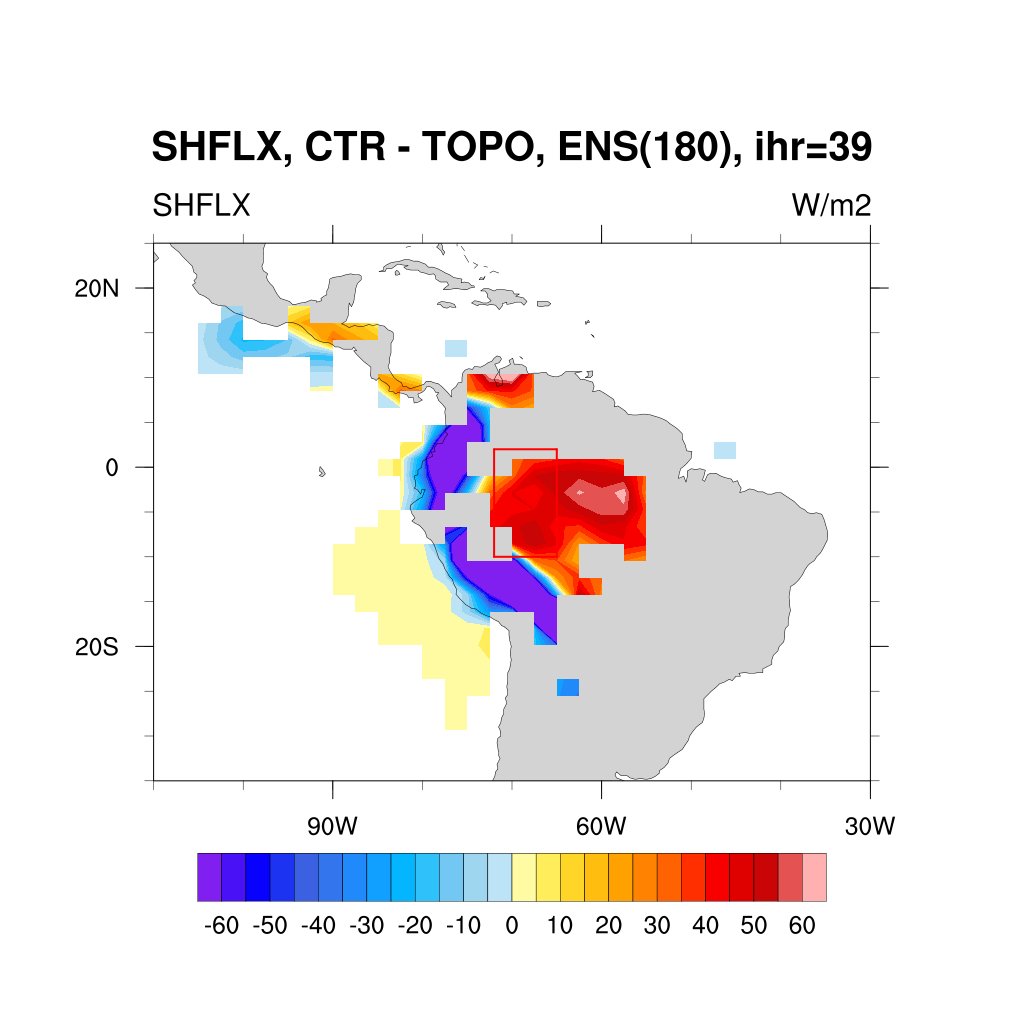 SHFLX, CTR - TOPO, ENS(180), ihr=39
SHFLX W/m2
20N
0
20S
90W 60W 30W
-60 -50 -40 -30 -20 -10 0 10 20 30 40 50 60